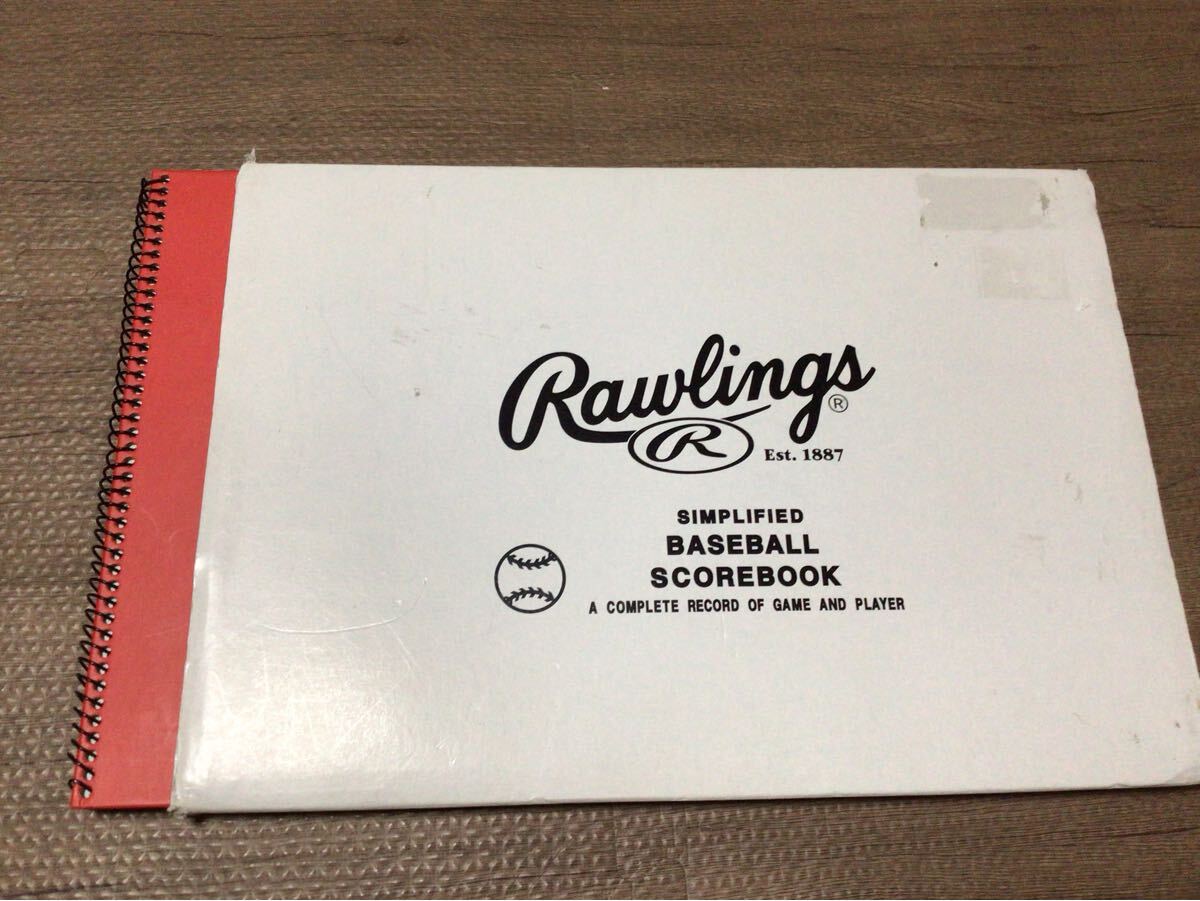 Rawlings ®
R
Est. 1887
SIMPLIFIED
BASEBALL
SCOREBOOK
A COMPLETE RECORD OF GAME AND PLAYER